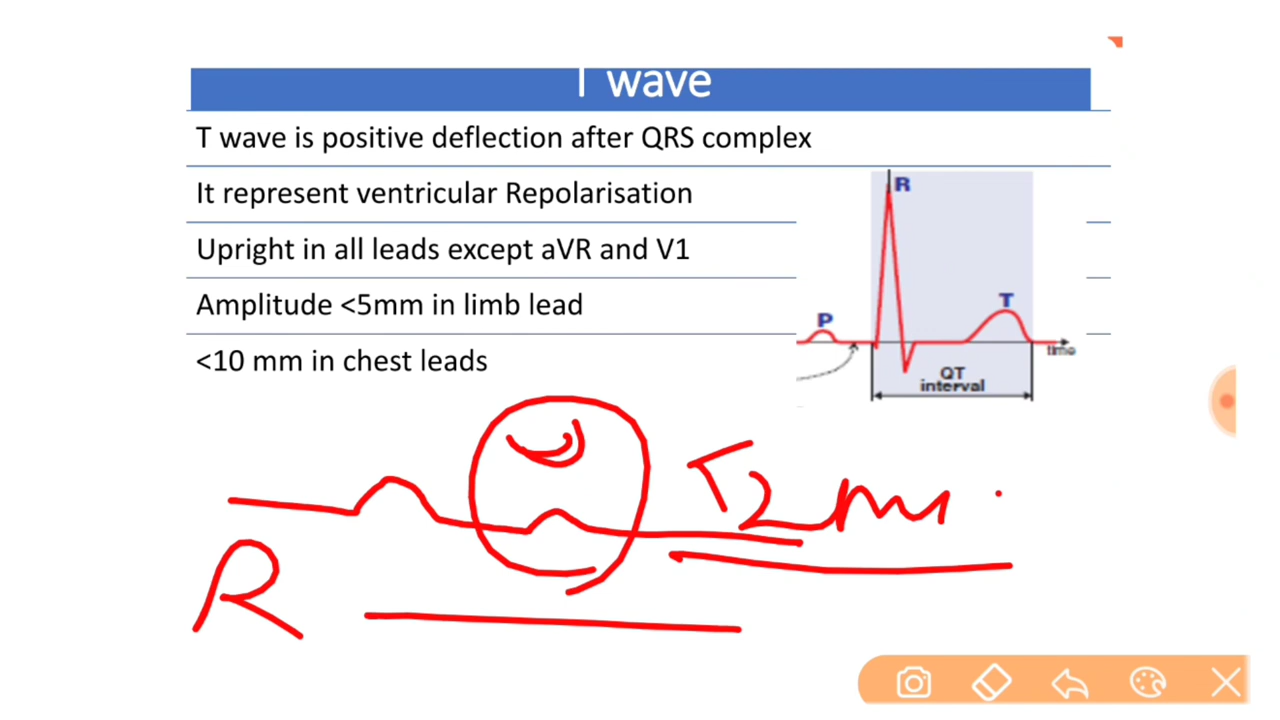 T wave
T wave is positive deflection after QRS complex
It represent ventricular Repolarisation
R
Upright in all leads except aVR and V1
Amplitude <5mm in limb lead
T
P
time
<10 mm in chest leads
QT
interval
R